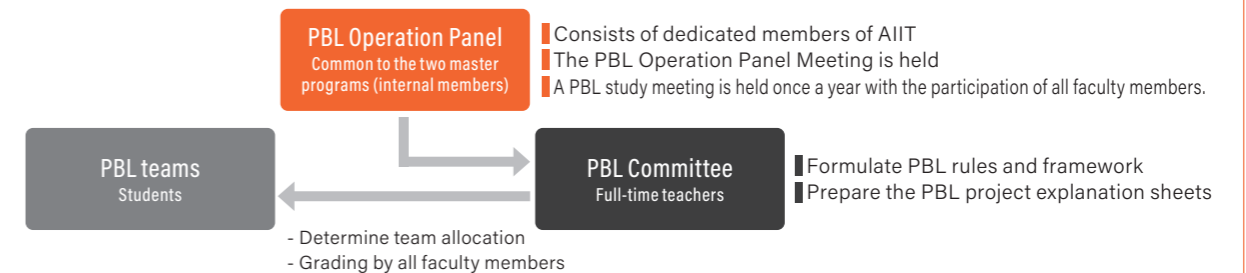 PBL Operation Panel
Common to the two master
programs (internal members)
Consists of dedicated members of AIIT
The PBL Operation Panel Meeting is held
A PBL study meeting is held once a year with the participation of all faculty members.
PBL teams
Students
PBL Committee
Full-time teachers
Formulate PBL rules and framework
Prepare the PBL project explanation sheets
- Determine team allocation
- Grading by all faculty members